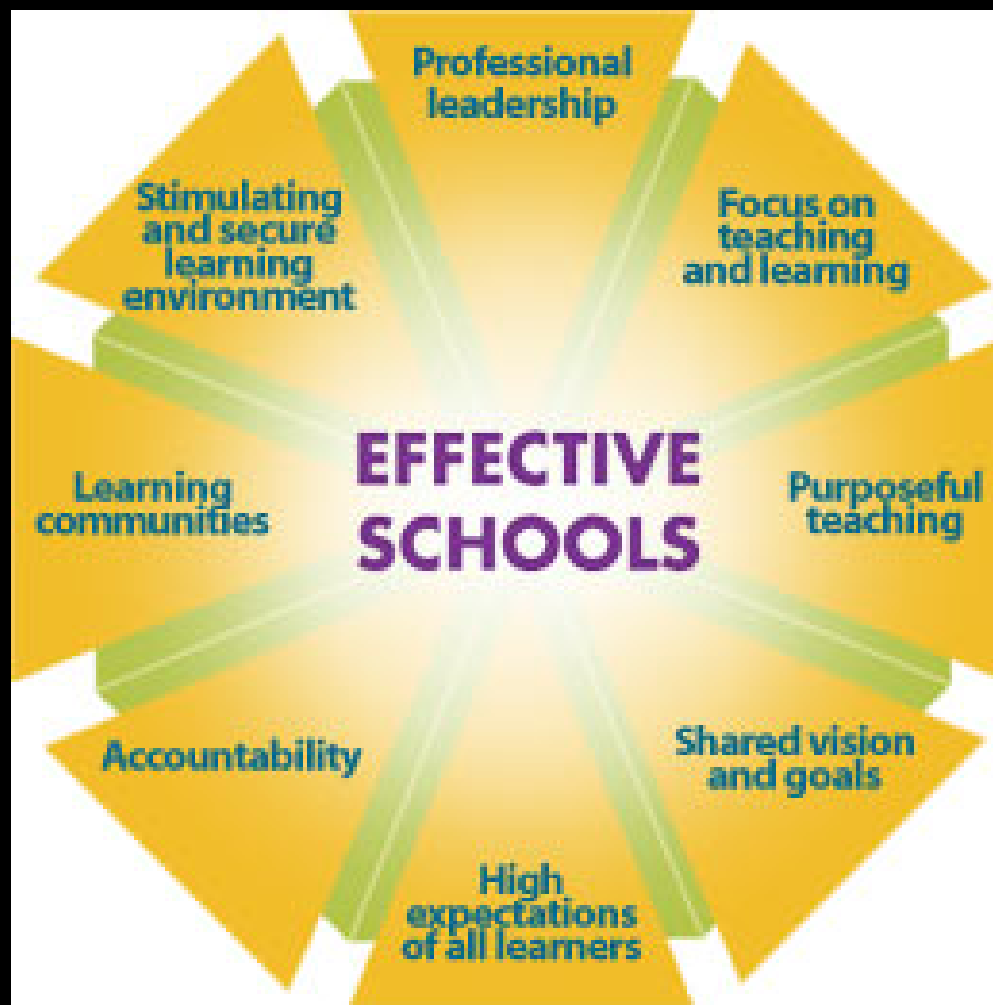 Professional
leadership
Focus on
teaching
and learning
Purposeful
teaching
Shared vision
and goals
High
expectations
of all learners
Accountability
Learning
communities
Stimulating
and secure
learning
environment
EFFECTIVE
SCHOOLS